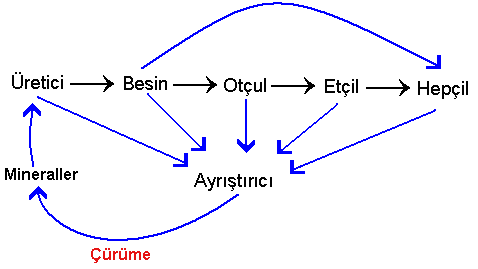 Üretici Besin Otçul Etçil Hepçil
Mineraller
Ayrıştırıcı
Çürüme